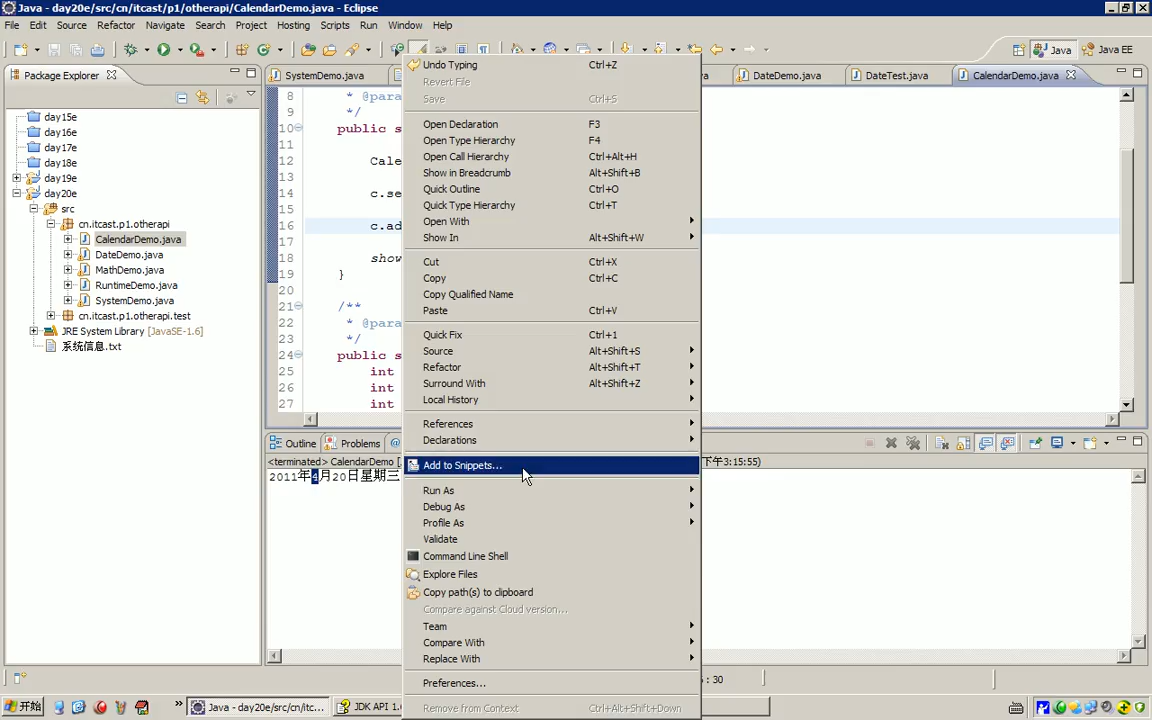 Java - day20e/src/cn/itcast/p1/otherapi/CalendarDemo.java - Eclipse
File Edit Source Refactor Navigate Search Project Hosting Scripts Run Commands Window Help
Java Java EE
Package Explorer
day15e
day16e
day17e
day18e
day19e
day20e
src
cn.itcast.p1.otherapi
CalendarDemo.java
DateDemo.java
MathDemo.java
RuntimeDemo.java
SystemDemo.java
cn.itcast.p1.otherapi.test
JRE System Library [JavaSE-1.6]
系统信息.txt
SystemDemo.java va DateDemo.java DateTest.java CalendarDemo.java
8 * @para
9 */
10 public s
11
12 Cale
13
14 c.se
15
16 c.ad
17
18 show
19 }
20
21 /**
22 * @para
23 */
24 public s
25 int
26 int
27 int
Undo Typing Ctrl+Z
Revert File
Save Ctrl+S
Open Declaration F3
Open Type Hierarchy F4
Open Call Hierarchy Ctrl+Alt+H
Show in Breadcrumb Alt+Shift+B
Quick Outline Ctrl+O
Quick Type Hierarchy Ctrl+T
Open With
Show In Alt+Shift+W
Cut Ctrl+X
Copy Ctrl+C
Copy Qualified Name
Paste Ctrl+V
Quick Fix Ctrl+1
Source Alt+Shift+S
Refactor Alt+Shift+T
Surround With Alt+Shift+Z
Local History
References
Declarations
Add to Snippets...
Run As
Debug As
Profile As
Validate
Command Line Shell
Explore Files
Copy path(s) to clipboard
Compare against Cloud version...
Team
Compare With
Replace With
Preferences...
Remove from Context Ctrl+Alt+Shift+Down
Outline Problems @
<terminated> CalendarDemo [ 下午3:15:55)
2011年4月20日星期三
: 30
开始 » Java - day20e/src/cn/itc... JDK API 1.